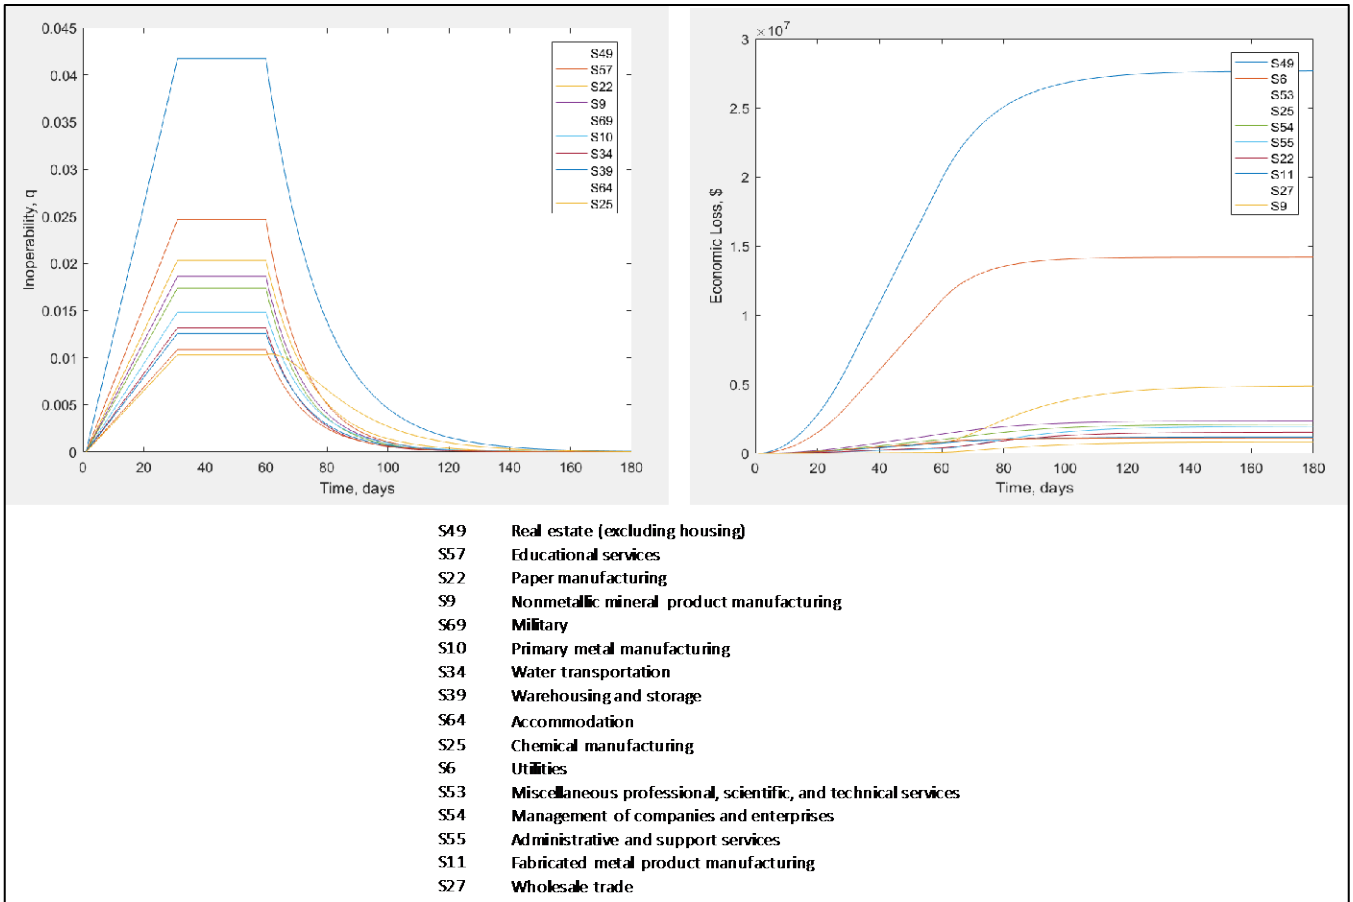 0.045
0.04
0.035
0.03
0.025
0.02
0.015
0.01
0.005
0
Inoperability, q
0 20 40 60 80 100 120 140 160 180
Time, days
S49
S57
S22
S9
S69
S10
S34
S39
S64
S25
×10^7
3
2.5
2
1.5
1
0.5
0
Economic Loss, $
0 20 40 60 80 100 120 140 160 180
Time, days
S49
S6
S53
S25
S54
S55
S22
S11
S27
S9
S49 Real estate (excluding housing)
S57 Educational services
S22 Paper manufacturing
S9 Nonmetallic mineral product manufacturing
S69 Military
S10 Primary metal manufacturing
S34 Water transportation
S39 Warehousing and storage
S64 Accommodation
S25 Chemical manufacturing
S6 Utilities
S53 Miscellaneous professional, scientific, and technical services
S54 Management of companies and enterprises
S55 Administrative and support services
S11 Fabricated metal product manufacturing
S27 Wholesale trade